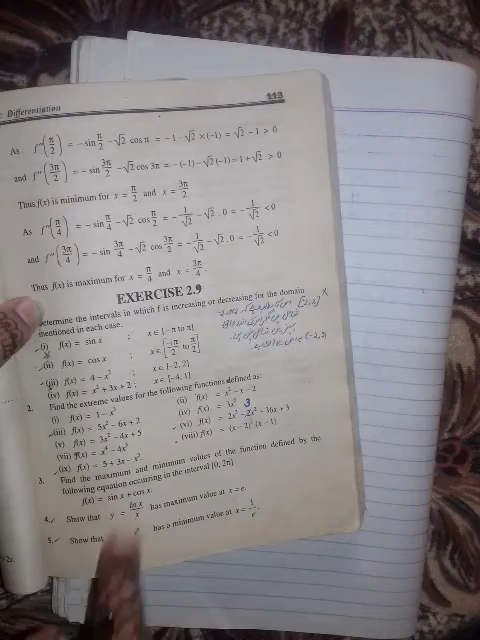 : Differentiation 113
As f''(π/2) = – sin π/2 – √2 cos π = – 1 – √2 × (–1) = √2 – 1 > 0
and f''(3π/2) = – sin 3π/2 – √2 cos 3π = – (–1) – √2 (–1) = 1 + √2 > 0
Thus f(x) is minimum for x = π/2 and x = 3π/2
As f''(π/4) = – sin π/4 – √2 cos π/2 = – 1/√2 – √2 . 0 = – 1/√2 < 0
and f''(3π/4) = – sin 3π/4 – √2 cos 3π/2 = – 1/√2 – √2 . 0 = – 1/√2 < 0
Thus f(x) is maximum for x = π/4 and x = 3π/4.
EXERCISE 2.9
Determine the intervals in which f is increasing or decreasing for the domain
mentioned in each case.
(i) f(x) = sin x ; x ∈ [– π to π]
(ii) f(x) = cos x ; x ∈ [–π/2 to π/2]
(iii) f(x) = 4 – x² ; x ∈ [–2, 2]
(iv) f(x) = x² + 3x + 2 ; x ∈ [–4, 1]
2. Find the extreme values for the following functions defined as:
(i) f(x) = 1 – x³ (ii) f(x) = x² – x – 2
(iii) f(x) = 5x² – 6x + 2 (iv) f(x) = 3x² 3
(v) f(x) = 3x² – 4x + 5 (vi) f(x) = 2x³ – 2x² – 36x + 3
(vii) f(x) = x⁴ – 4x² (viii) f(x) = (x – 2)² (x – 1)
(ix) f(x) = 5 + 3x – x³.
3. Find the maximum and minimum values of the function defined by the
following equation occurring in the interval [0, 2π]
f(x) = sin x + cos x.
4. Show that y = ln x / x has maximum value at x = e.
5. Show that has a minimum value at x = 1/e.